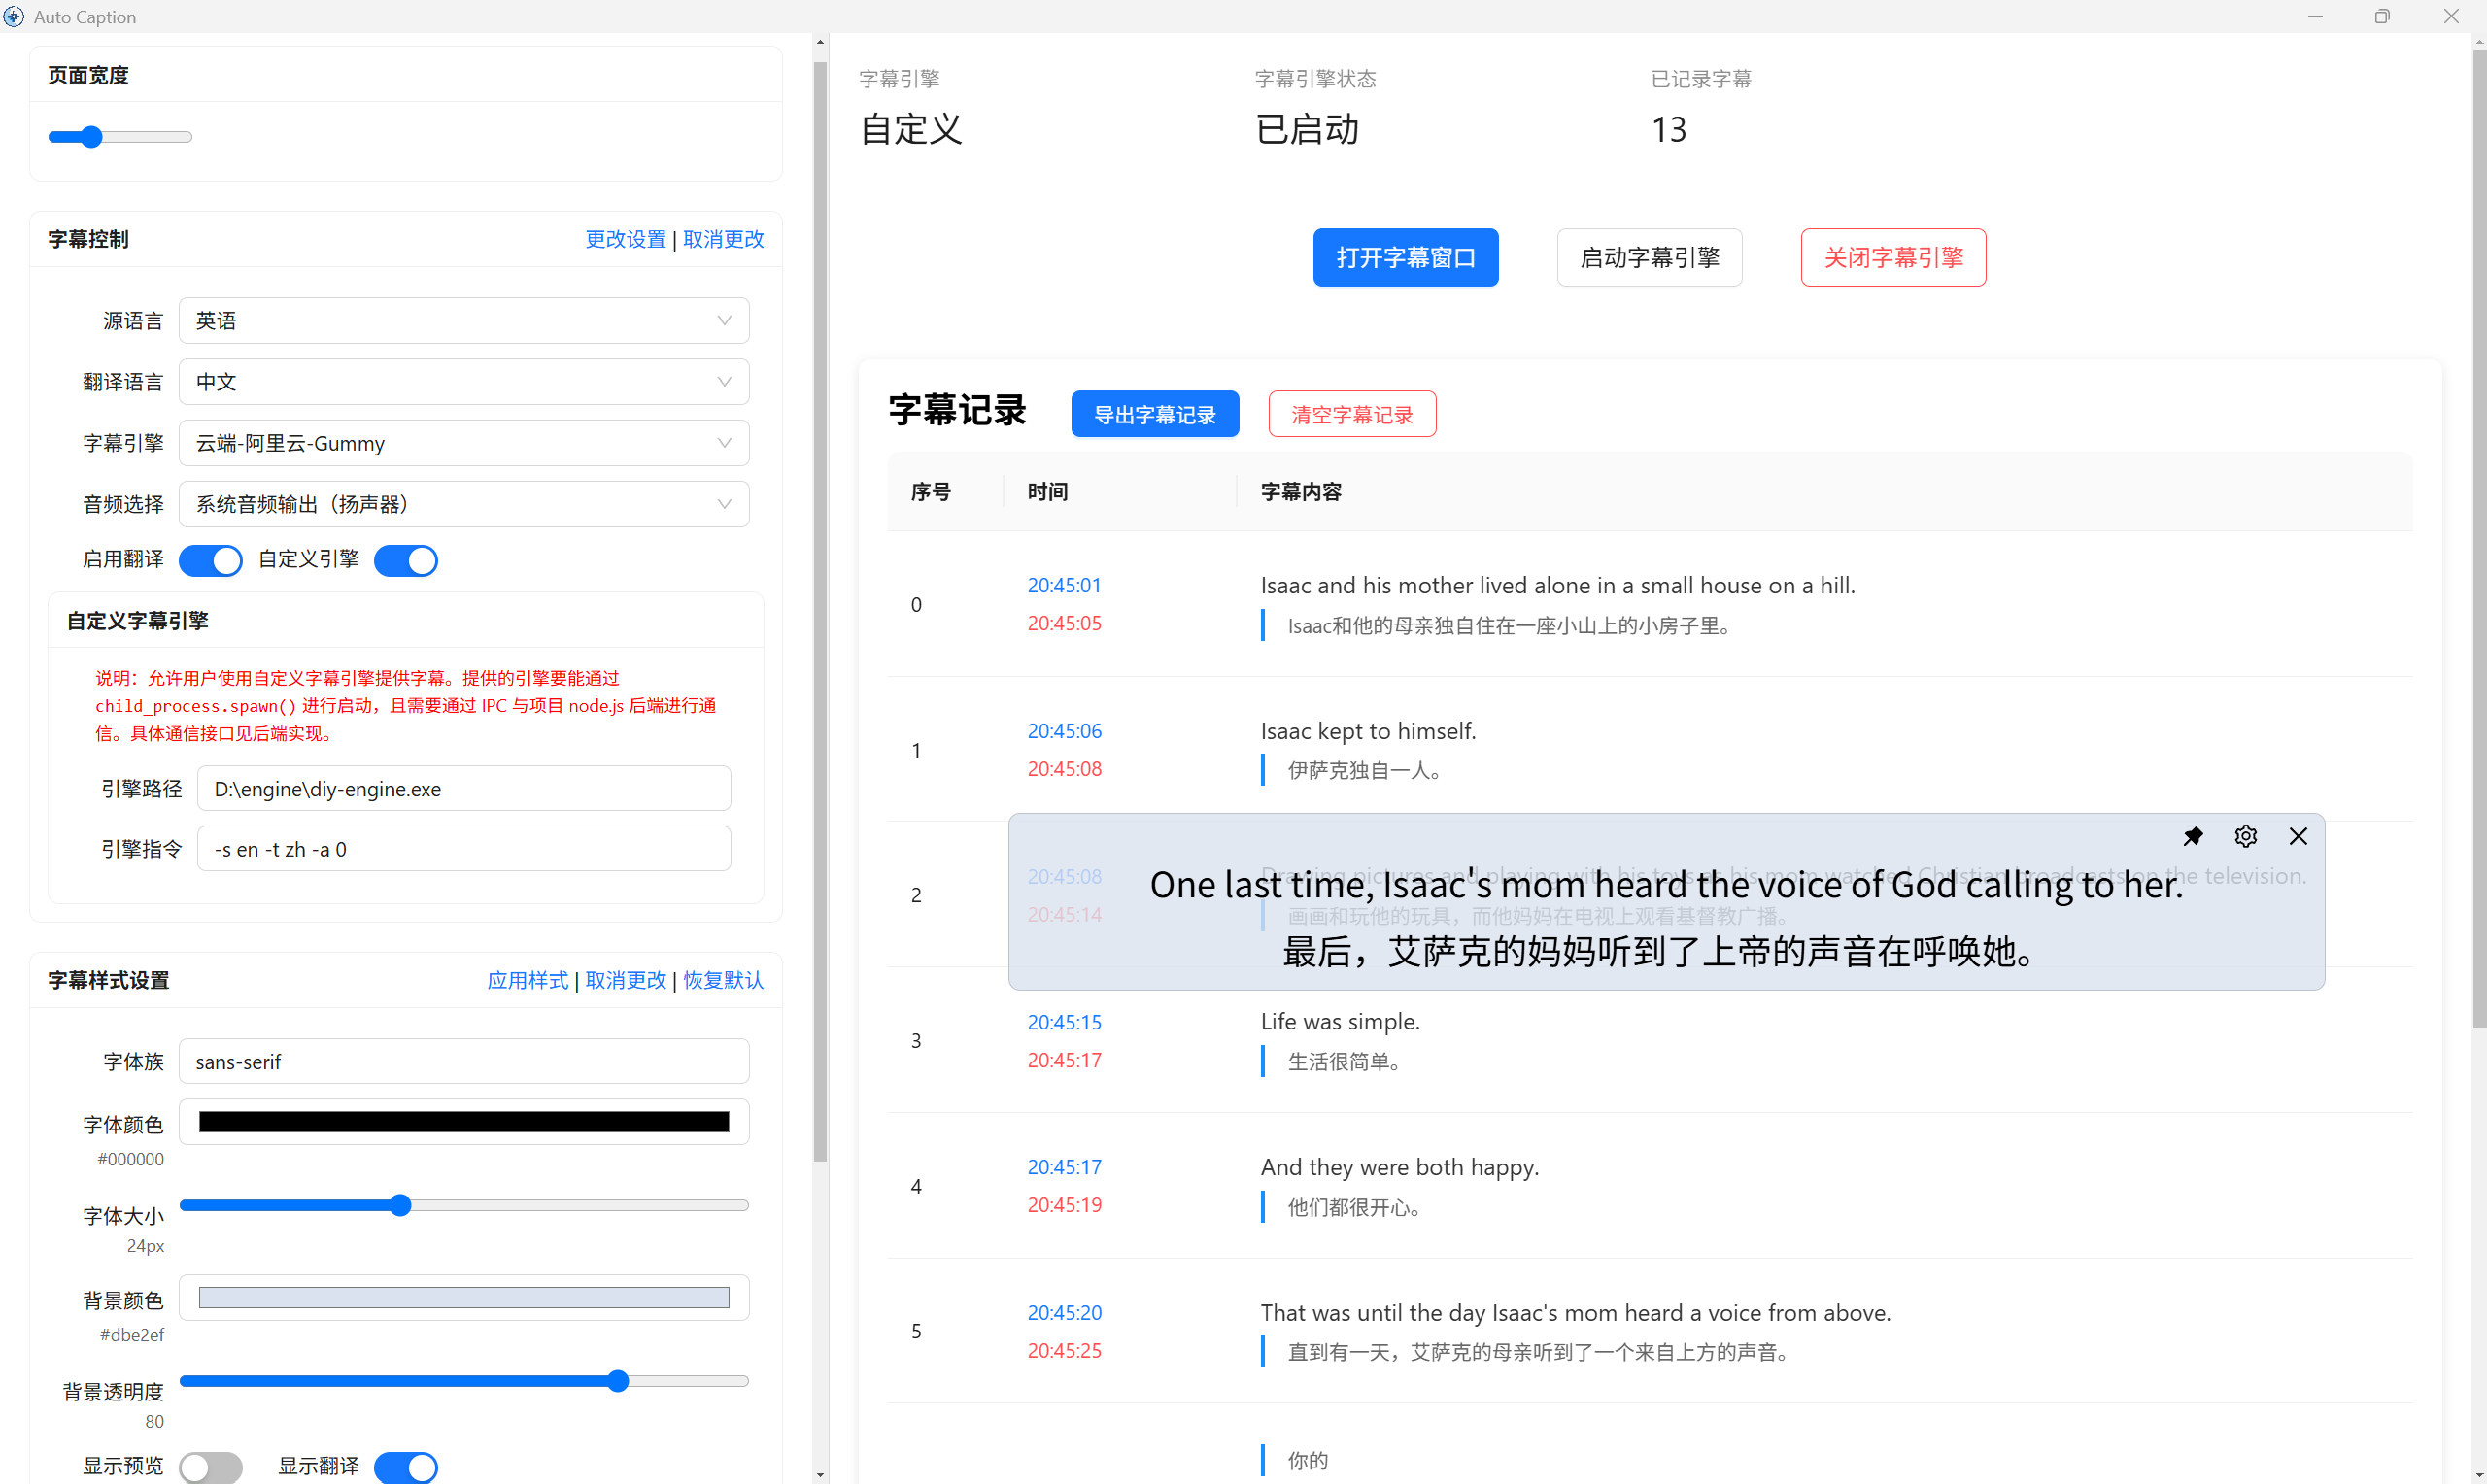 Auto Caption
页面宽度
字幕控制
更改设置 | 取消更改
源语言
英语
翻译语言
中文
字幕引擎
云端-阿里云-Gummy
音频选择
系统音频输出（扬声器）
启用翻译
自定义引擎
自定义字幕引擎
说明：允许用户使用自定义字幕引擎提供字幕。提供的引擎要能通过
child_process.spawn() 进行启动，且需要通过 IPC 与项目 node.js 后端进行通
信。具体通信接口见后端实现。
引擎路径
D:\engine\diy-engine.exe
引擎指令
-s en -t zh -a 0
字幕样式设置
应用样式 | 取消更改 | 恢复默认
字体族
sans-serif
字体颜色
#000000
字体大小
24px
背景颜色
#dbe2ef
背景透明度
80
显示预览
显示翻译
字幕引擎
自定义
字幕引擎状态
已启动
已记录字幕
13
打开字幕窗口
启动字幕引擎
关闭字幕引擎
字幕记录
导出字幕记录
清空字幕记录
序号
时间
字幕内容
0
20:45:01
20:45:05
Isaac and his mother lived alone in a small house on a hill.
Isaac和他的母亲独自住在一座小山上的小房子里。
1
20:45:06
20:45:08
Isaac kept to himself.
伊萨克独自一人。
2
20:45:08
20:45:14
Drawing pictures and playing with his toys as his mom watched Christian broadcasts on the television.
画画和玩他的玩具，而他妈妈在电视上观看基督教广播。
One last time, Isaac's mom heard the voice of God calling to her.
最后，艾萨克的妈妈听到了上帝的声音在呼唤她。
3
20:45:15
20:45:17
Life was simple.
生活很简单。
4
20:45:17
20:45:19
And they were both happy.
他们都很开心。
5
20:45:20
20:45:25
That was until the day Isaac's mom heard a voice from above.
直到有一天，艾萨克的母亲听到了一个来自上方的声音。
你的